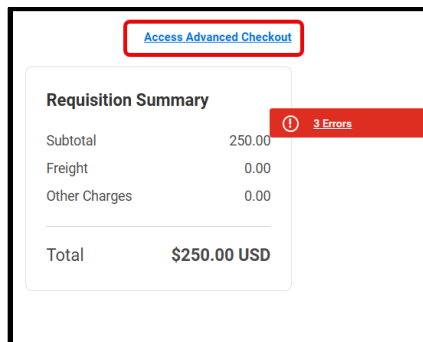 Access Advanced Checkout
Requisition Summary
3 Errors
Subtotal 250.00
Freight 0.00
Other Charges 0.00
Total $250.00 USD